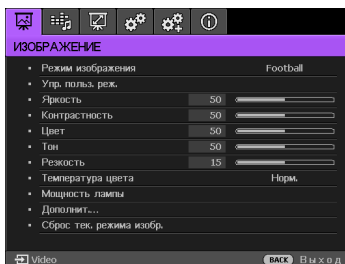 ИЗОБРАЖЕНИЕ
Режим изображения Football
Упр. польз. реж.
Яркость 50
Контрастность 50
Цвет 50
Тон 50
Резкость 15
Температура цвета Норм.
Мощность лампы
Дополнит....
Сброс тек. режима изобр.
Video BACK Выход